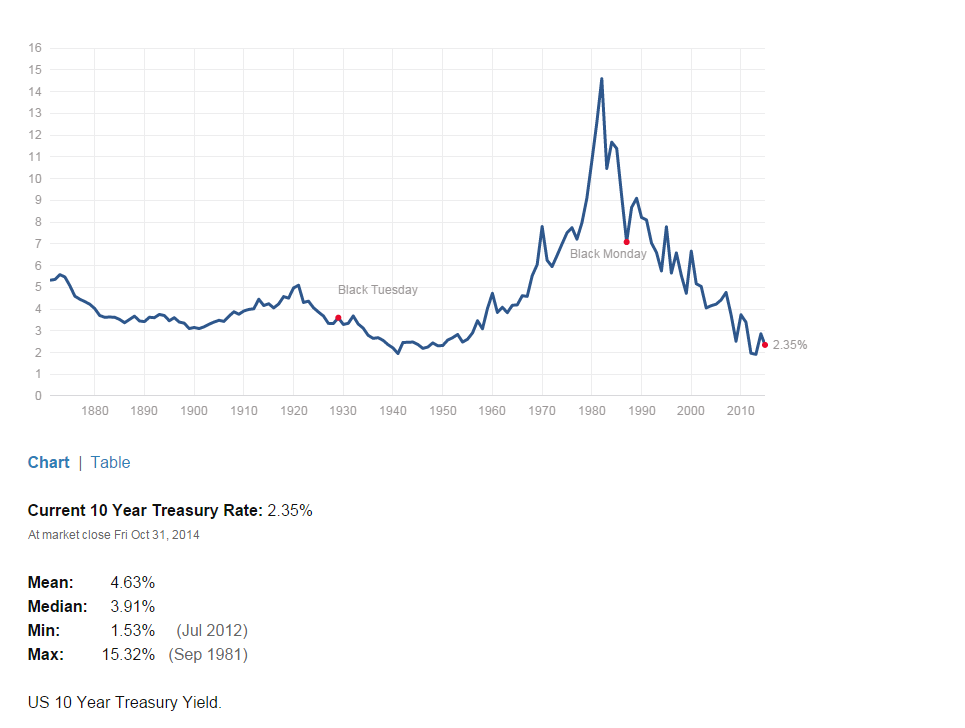 16
15
14
13
12
11
10
9
8
7
6
5
4
3
2
1
0
Black Monday
Black Tuesday
2.35%
1880 1890 1900 1910 1920 1930 1940 1950 1960 1970 1980 1990 2000 2010
Chart | Table
Current 10 Year Treasury Rate: 2.35%
At market close Fri Oct 31, 2014
Mean: 4.63%
Median: 3.91%
Min: 1.53% (Jul 2012)
Max: 15.32% (Sep 1981)
US 10 Year Treasury Yield.